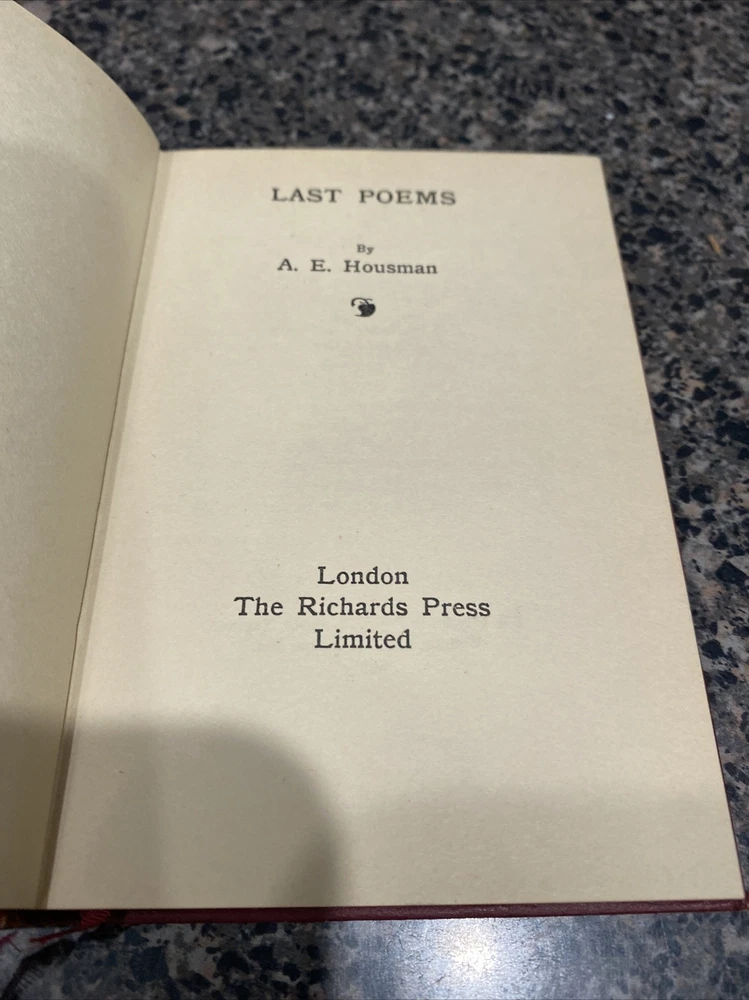 LAST POEMS
By
A. E. Housman
London
The Richards Press
Limited